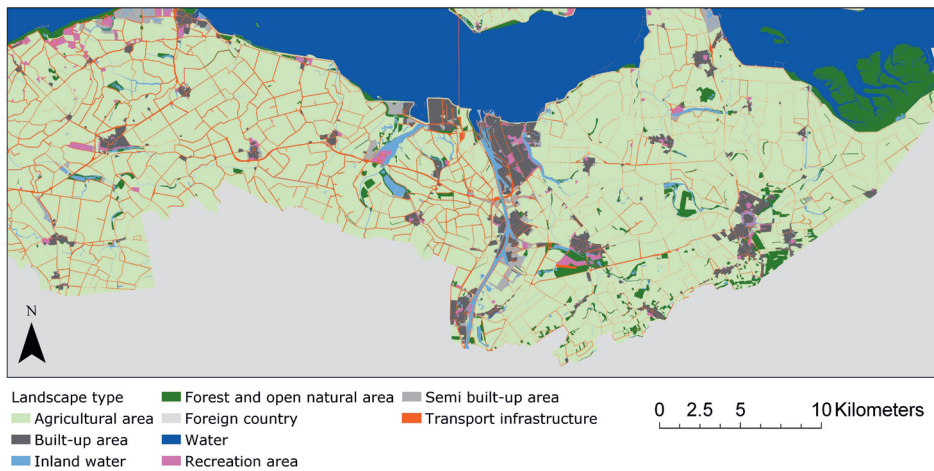 N
Landscape type
Agricultural area
Built-up area
Inland water
Forest and open natural area
Foreign country
Water
Recreation area
Semi built-up area
Transport infrastructure
0 2.5 5 10 Kilometers